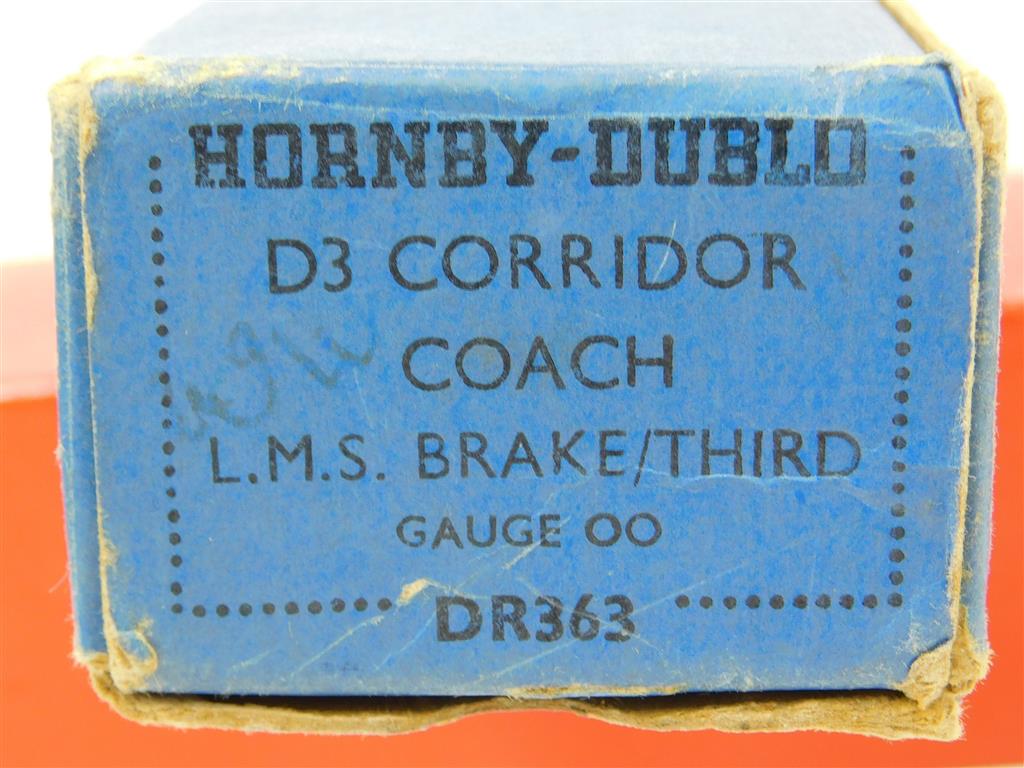 HORNBY-DUBLO
D3 CORRIDOR
COACH
L.M.S. BRAKE/THIRD
GAUGE OO
DR363